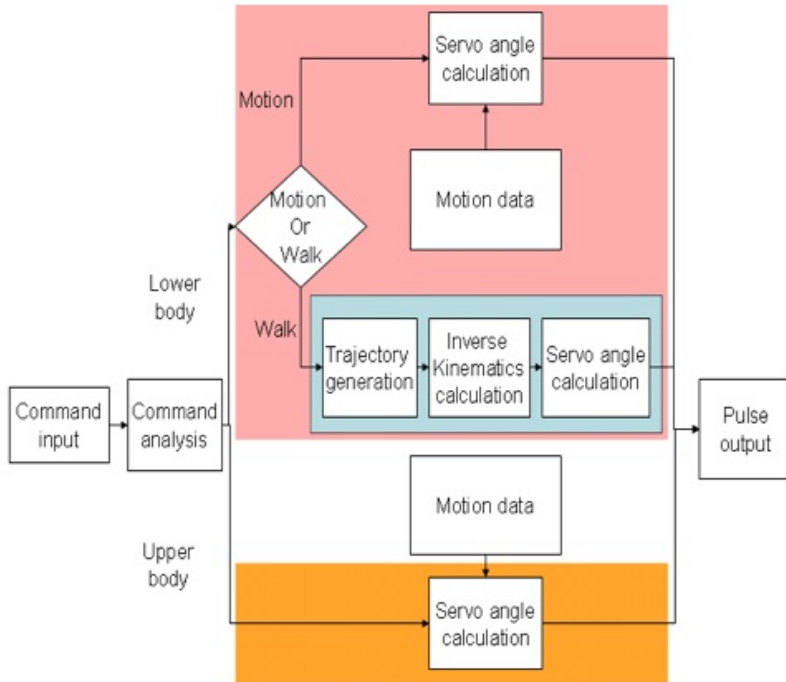 Servo angle
calculation
Motion
Motion data
Motion
Or
Walk
Lower
body
Walk
Trajectory
generation
Inverse
Kinematics
calculation
Servo angle
calculation
Command
input
Command
analysis
Pulse
output
Motion data
Upper
body
Servo angle
calculation